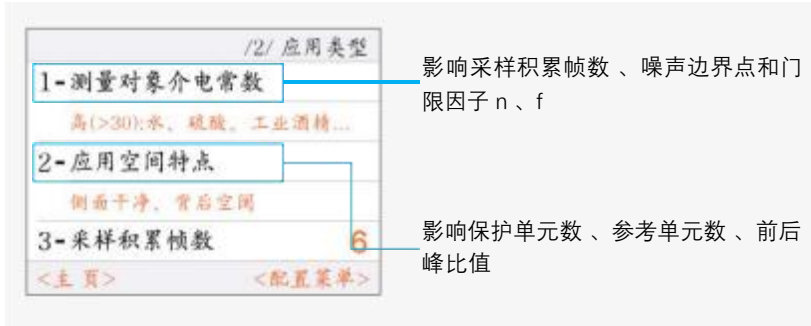 /2/ 应用类型
1-测量对象介电常数
高(>30):水、硫酸、工业酒精...
2-应用空间特点
侧面干净、背后空阔
3-采样积累帧数 6
<主 页> <配置菜单>
影响采样积累帧数 、噪声边界点和门
限因子 n 、f
影响保护单元数 、参考单元数 、前后
峰比值